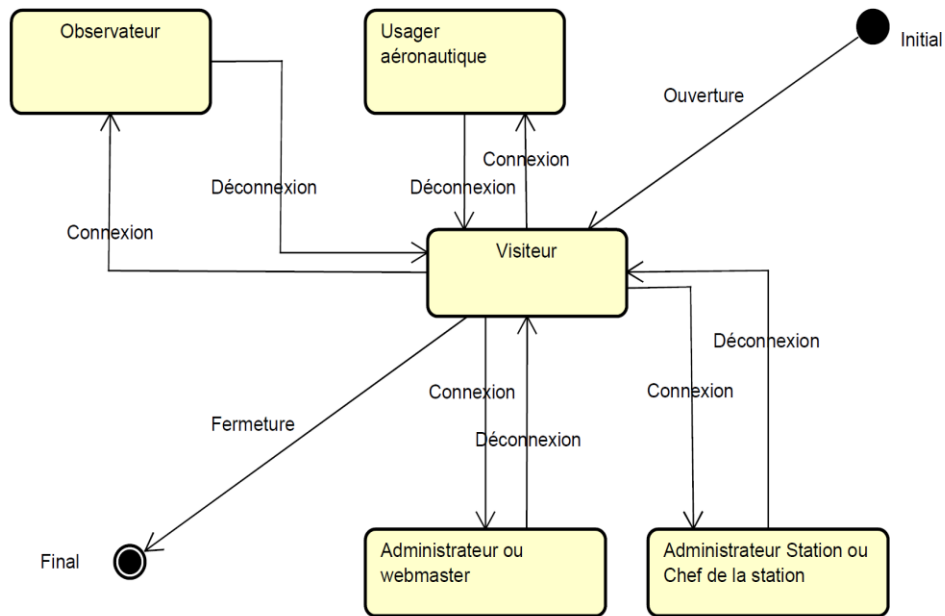 Observateur
Usager
aéronautique
Initial
Ouverture
Connexion
Déconnexion
Déconnexion
Connexion
Visiteur
Déconnexion
Connexion
Connexion
Fermeture
Déconnexion
Final
Administrateur ou
webmaster
Administrateur Station ou
Chef de la station